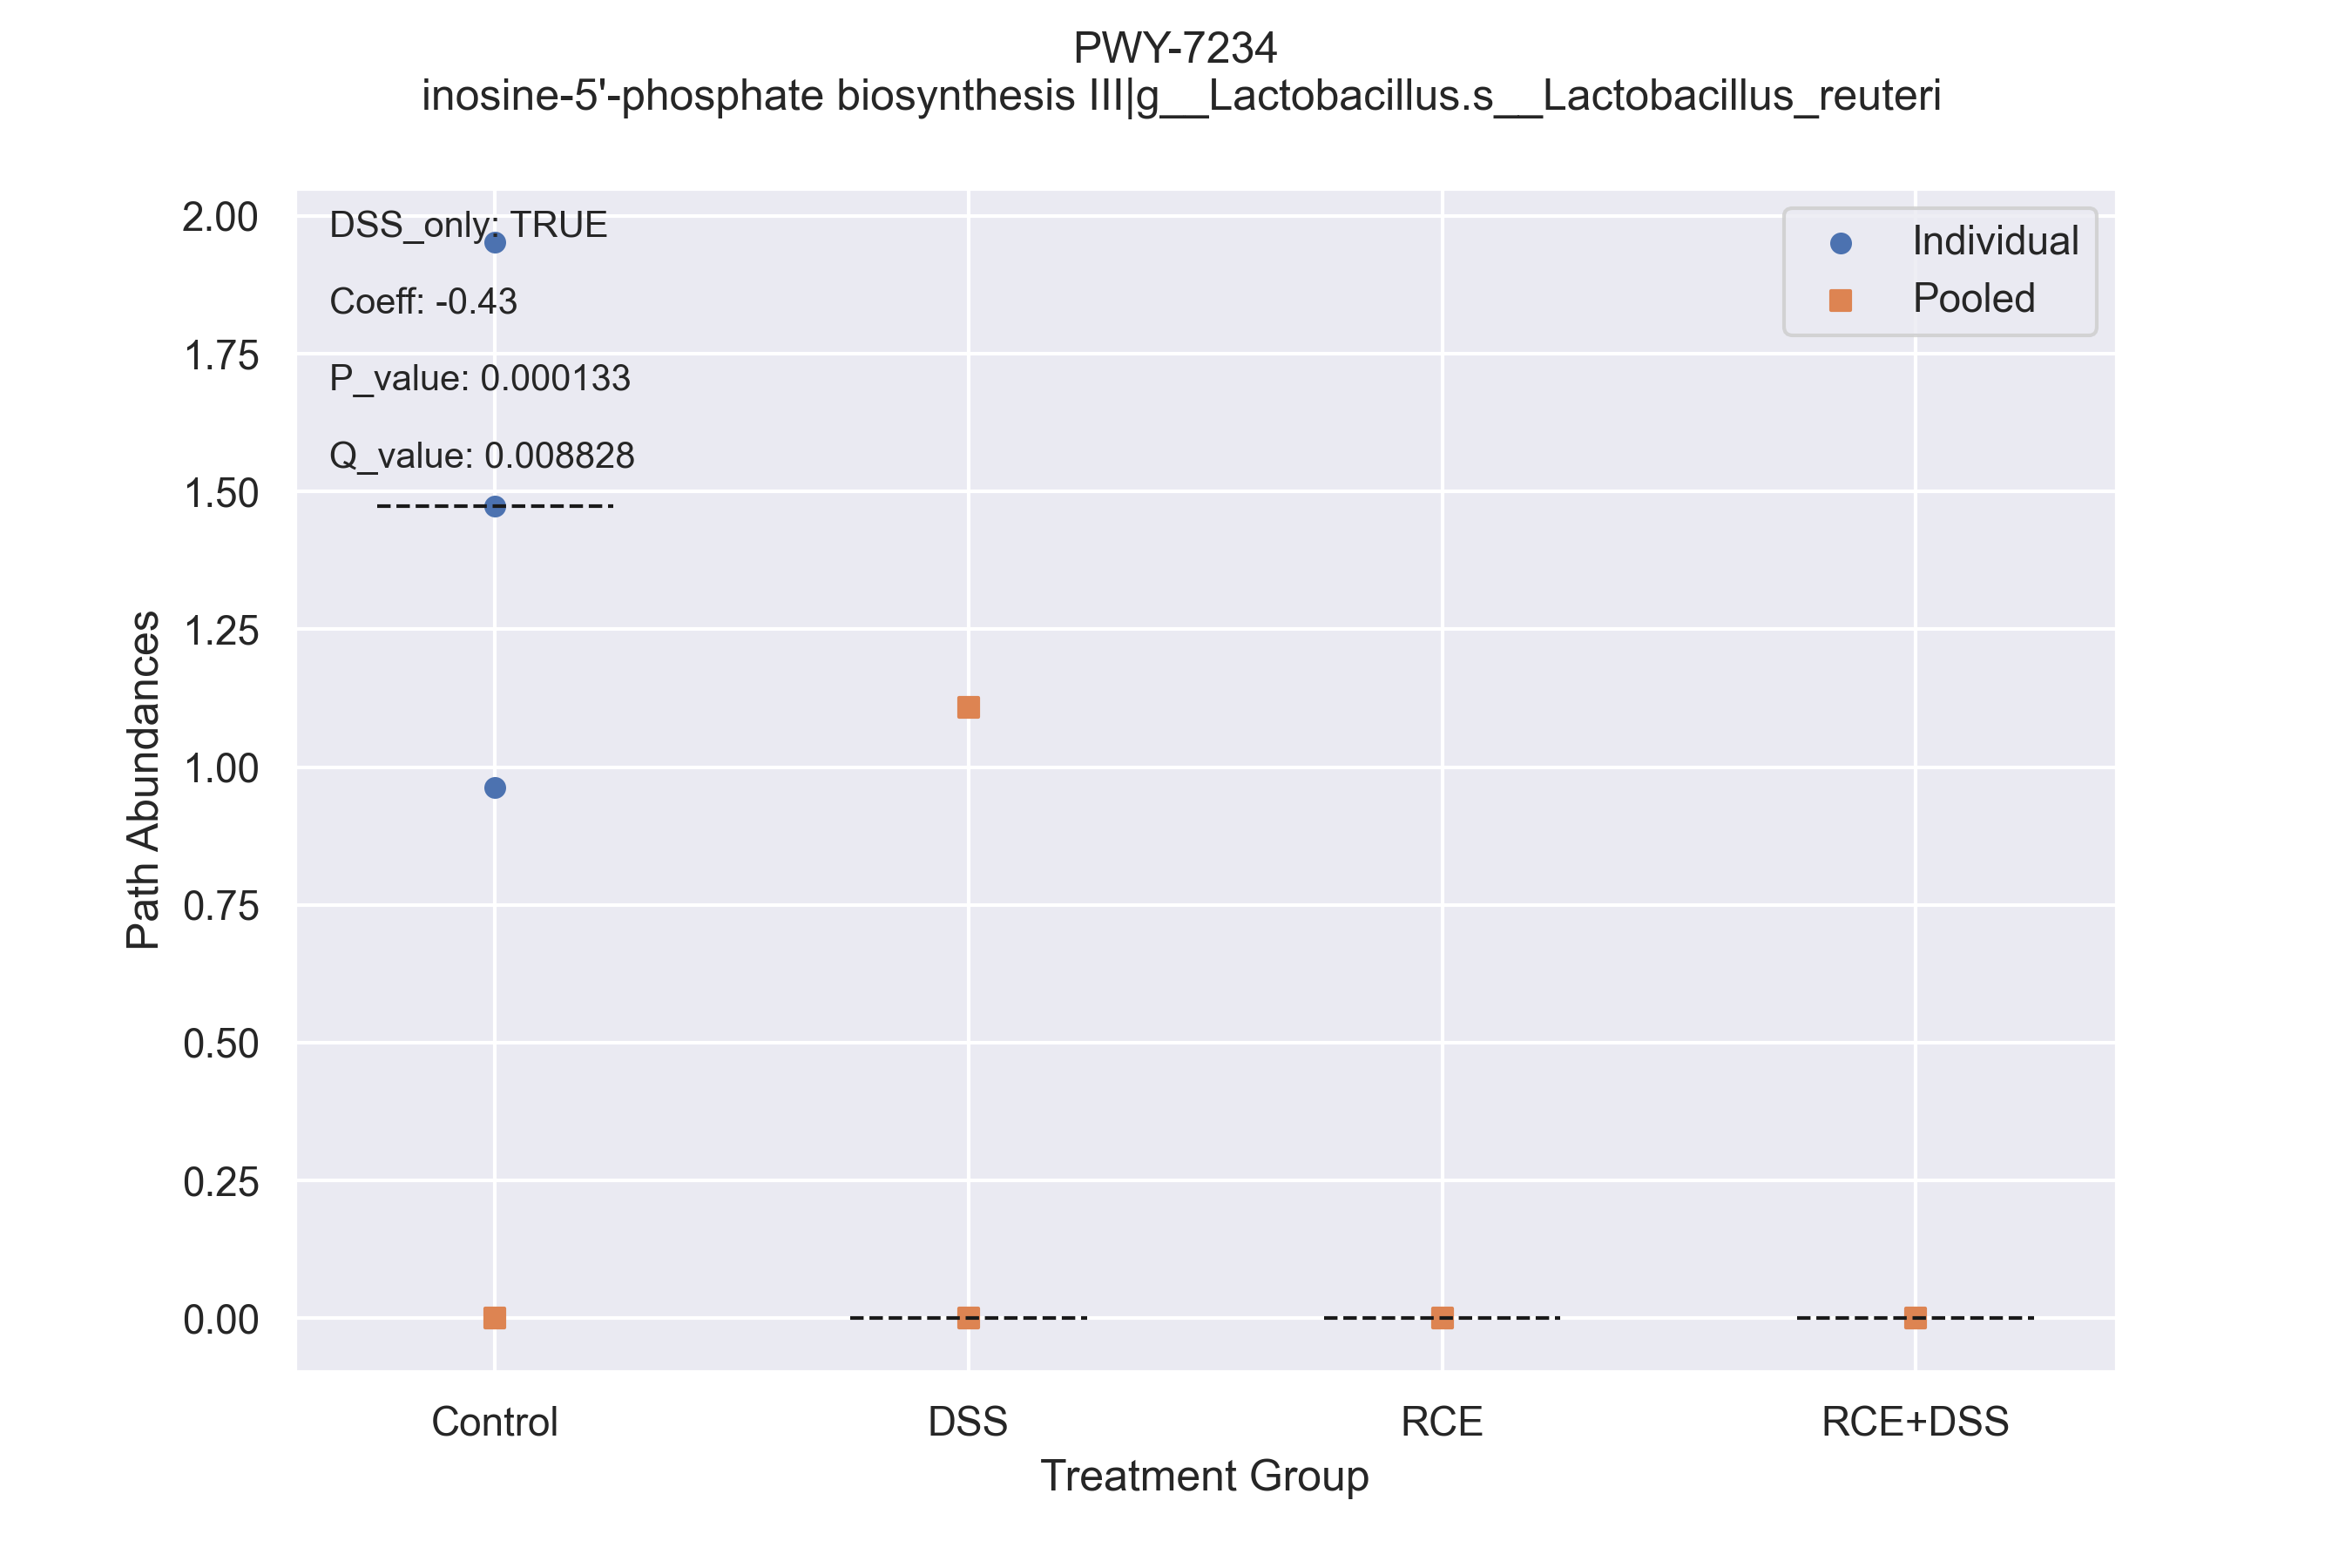 PWY-7234
inosine-5'-phosphate biosynthesis III|g__Lactobacillus.s__Lactobacillus_reuteri
DSS_only: TRUE
Coeff: -0.43
P_value: 0.000133
Q_value: 0.008828
Individual
Pooled
Path Abundances
2.00
1.75
1.50
1.25
1.00
0.75
0.50
0.25
0.00
Control DSS RCE RCE+DSS
Treatment Group